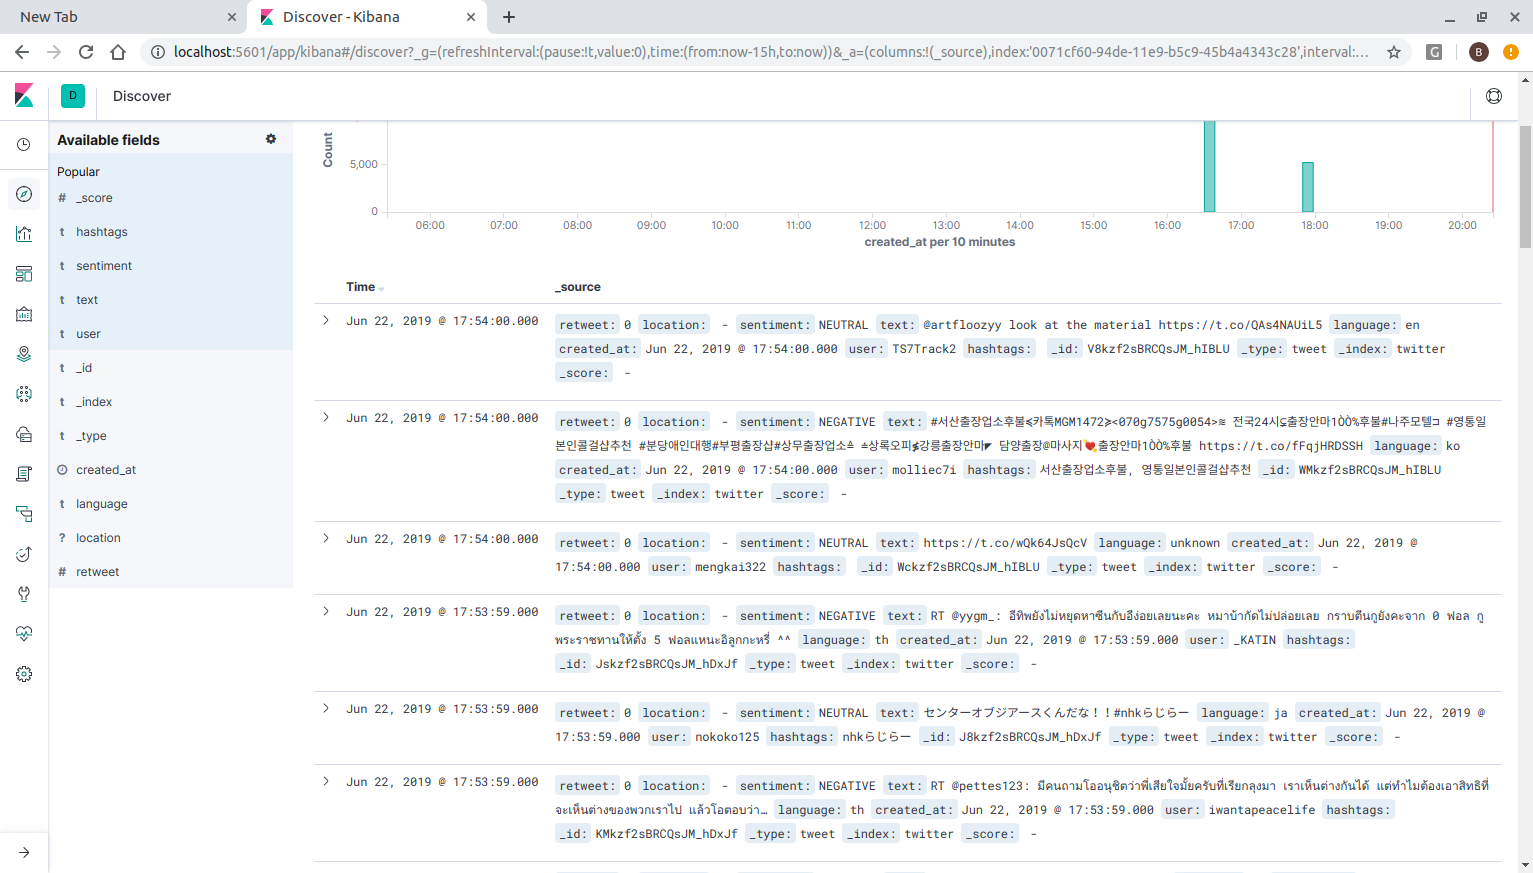 New Tab
Discover - Kibana
localhost:5601/app/kibana#/discover?_g=(refreshInterval:(pause:!t,value:0),time:(from:now-15h,to:now))&_a=(columns:!(_source),index:'0071cf60-94de-11e9-b5c9-45b4a4343c28',interval:...
G
B
D
Discover
Available fields
Popular
# _score
t hashtags
t sentiment
t text
t user
t _id
t _index
t _type
created_at
t language
? location
# retweet
Count
5,000
0
06:00 07:00 08:00 09:00 10:00 11:00 12:00 13:00 14:00 15:00 16:00 17:00 18:00 19:00 20:00
created_at per 10 minutes
Time _source
Jun 22, 2019 @ 17:54:00.000 retweet: 0 location: - sentiment: NEUTRAL text: @artfloozyy look at the material https://t.co/QAs4NAUiL5 language: en
created_at: Jun 22, 2019 @ 17:54:00.000 user: TS7Track2 hashtags: _id: V8kzf2sBRCQsJM_hIBLU _type: tweet _index: twitter
_score: -
Jun 22, 2019 @ 17:54:00.000 retweet: 0 location: - sentiment: NEGATIVE text: #서산출장업소후불⋞카톡MGM1472⋟<070g7575g0054>≋ 전국24시⊊출장안마1ÒÒ%후불#나주모텔⊐ #영통일
본인콜걸샵추천 #분당애인대행#부평출장샵#상무출장업소≙ ≐상록오피≸강릉출장안마◤ 담양출장@마사지💘출장안마1ÒÒ%후불 https://t.co/fFqjHRDSSH language: ko
created_at: Jun 22, 2019 @ 17:54:00.000 user: molliec7i hashtags: 서산출장업소후불, 영통일본인콜걸샵추천 _id: WMkzf2sBRCQsJM_hIBLU
_type: tweet _index: twitter _score: -
Jun 22, 2019 @ 17:54:00.000 retweet: 0 location: - sentiment: NEUTRAL text: https://t.co/wQk64JsQcV language: unknown created_at: Jun 22, 2019 @
17:54:00.000 user: mengkai322 hashtags: _id: Wckzf2sBRCQsJM_hIBLU _type: tweet _index: twitter _score: -
Jun 22, 2019 @ 17:53:59.000 retweet: 0 location: - sentiment: NEGATIVE text: RT @yygm_: อีทิพยังไม่หยุดหาซีนกับอีง่อยเลยนะคะ หมาบ้ากัดไม่ปล่อยเลย กราบตีนกูยังคะจาก 0 ฟอล กู
พระราชทานให้ตั้ง 5 ฟอลแหนะอิลูกกะหรี่ ^^ language: th created_at: Jun 22, 2019 @ 17:53:59.000 user: _KATIN hashtags:
_id: Jskzf2sBRCQsJM_hDxJf _type: tweet _index: twitter _score: -
Jun 22, 2019 @ 17:53:59.000 retweet: 0 location: - sentiment: NEUTRAL text: センターオブジアースくんだな！！#nhkらじらー language: ja created_at: Jun 22, 2019 @
17:53:59.000 user: nokoko125 hashtags: nhkらじらー _id: J8kzf2sBRCQsJM_hDxJf _type: tweet _index: twitter _score: -
Jun 22, 2019 @ 17:53:59.000 retweet: 0 location: - sentiment: NEGATIVE text: RT @pettes123: มีคนถามโออนุชิตว่าพี่เสียใจมั้ยครับที่เรียกลุงมา เราเห็นต่างกันได้ แต่ทำไมต้องเอาสิทธิที่
จะเห็นต่างของพวกเราไป แล้วโอตอบว่า… language: th created_at: Jun 22, 2019 @ 17:53:59.000 user: iwantapeacelife hashtags:
_id: KMkzf2sBRCQsJM_hDxJf _type: tweet _index: twitter _score: -